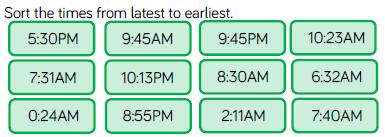 Sort the times from latest to earliest.
5:30PM 9:45AM 9:45PM 10:23AM
7:31AM 10:13PM 8:30AM 6:32AM
0:24AM 8:55PM 2:11AM 7:40AM